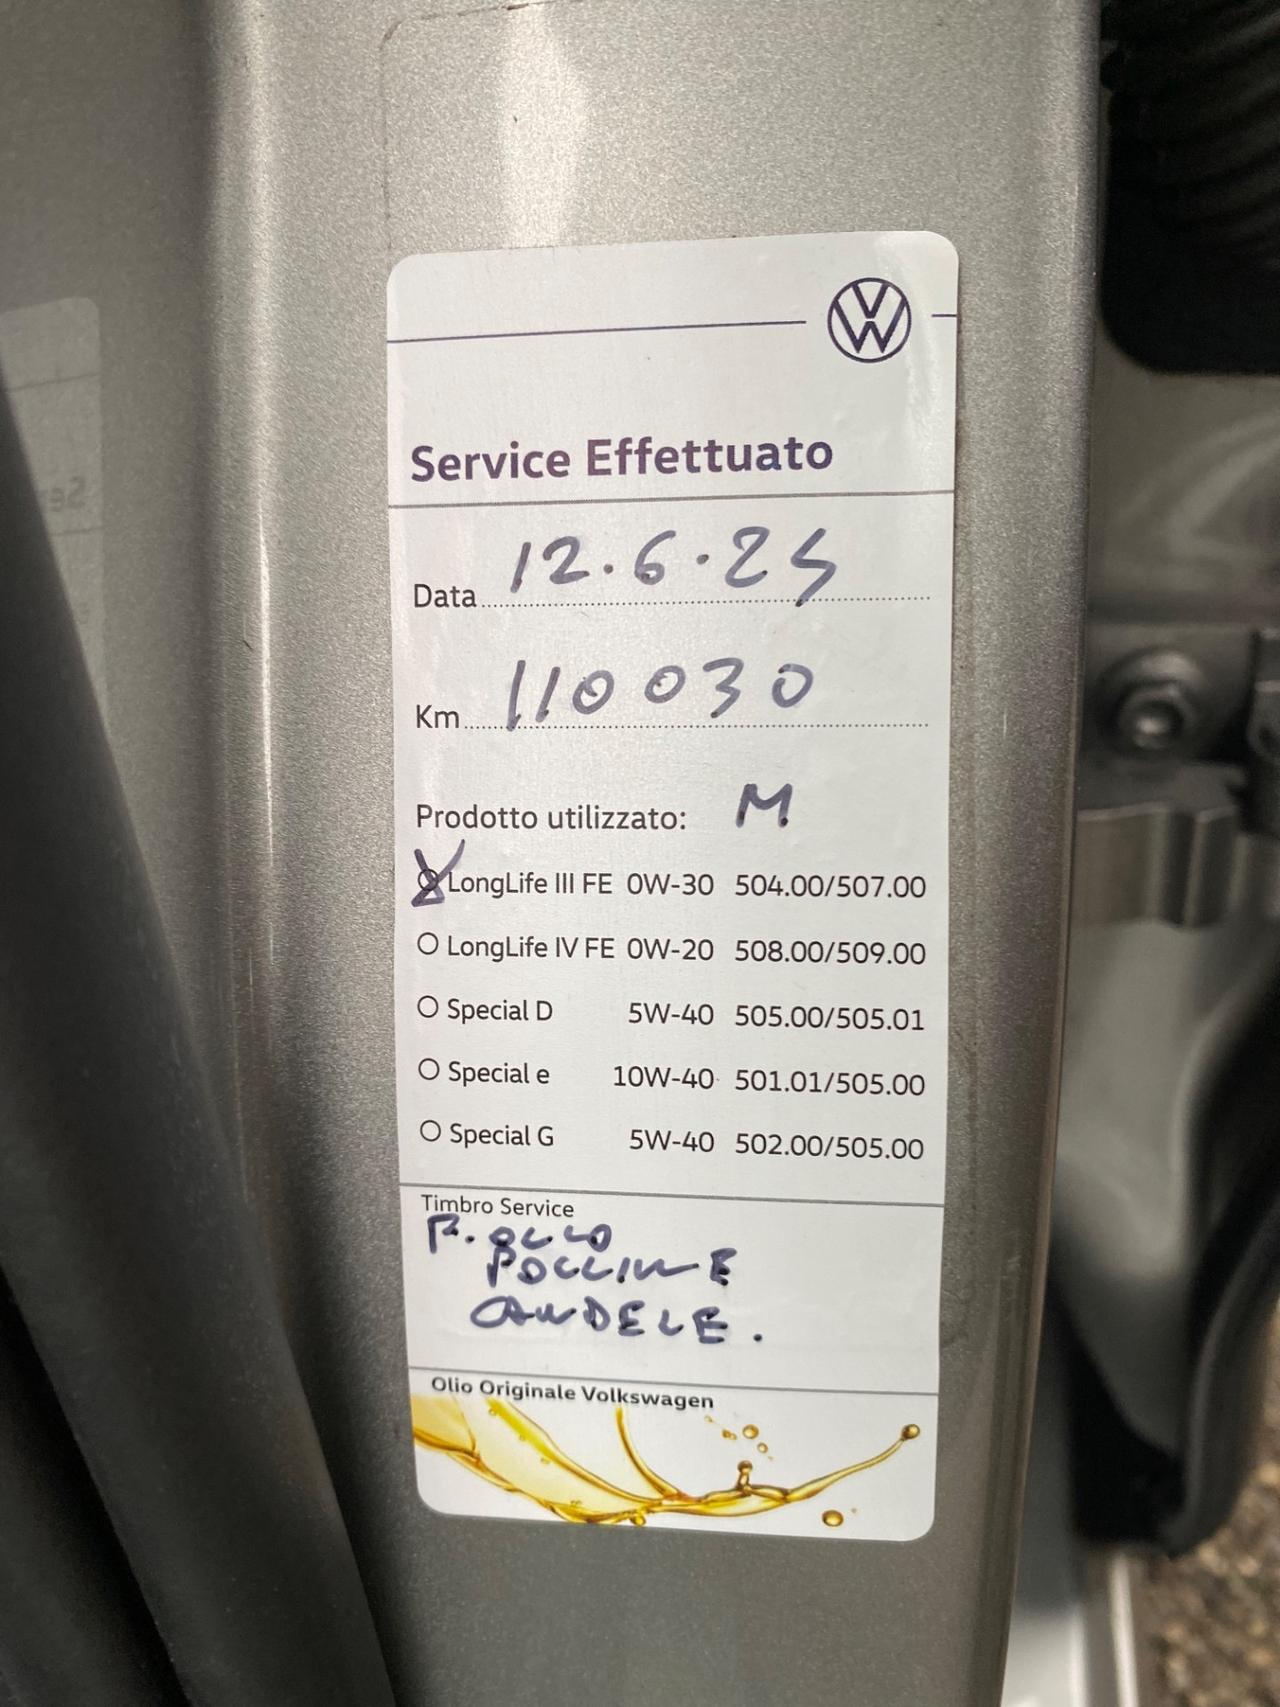 Service Effettuato
Data 12.6.25
Km 110030
Prodotto utilizzato: M
LongLife III FE 0W-30 504.00/507.00
LongLife IV FE 0W-20 508.00/509.00
Special D 5W-40 505.00/505.01
Special e 10W-40 501.01/505.00
Special G 5W-40 502.00/505.00
Timbro Service
F. OLIO
POLLINE
CANDELE.
Olio Originale Volkswagen